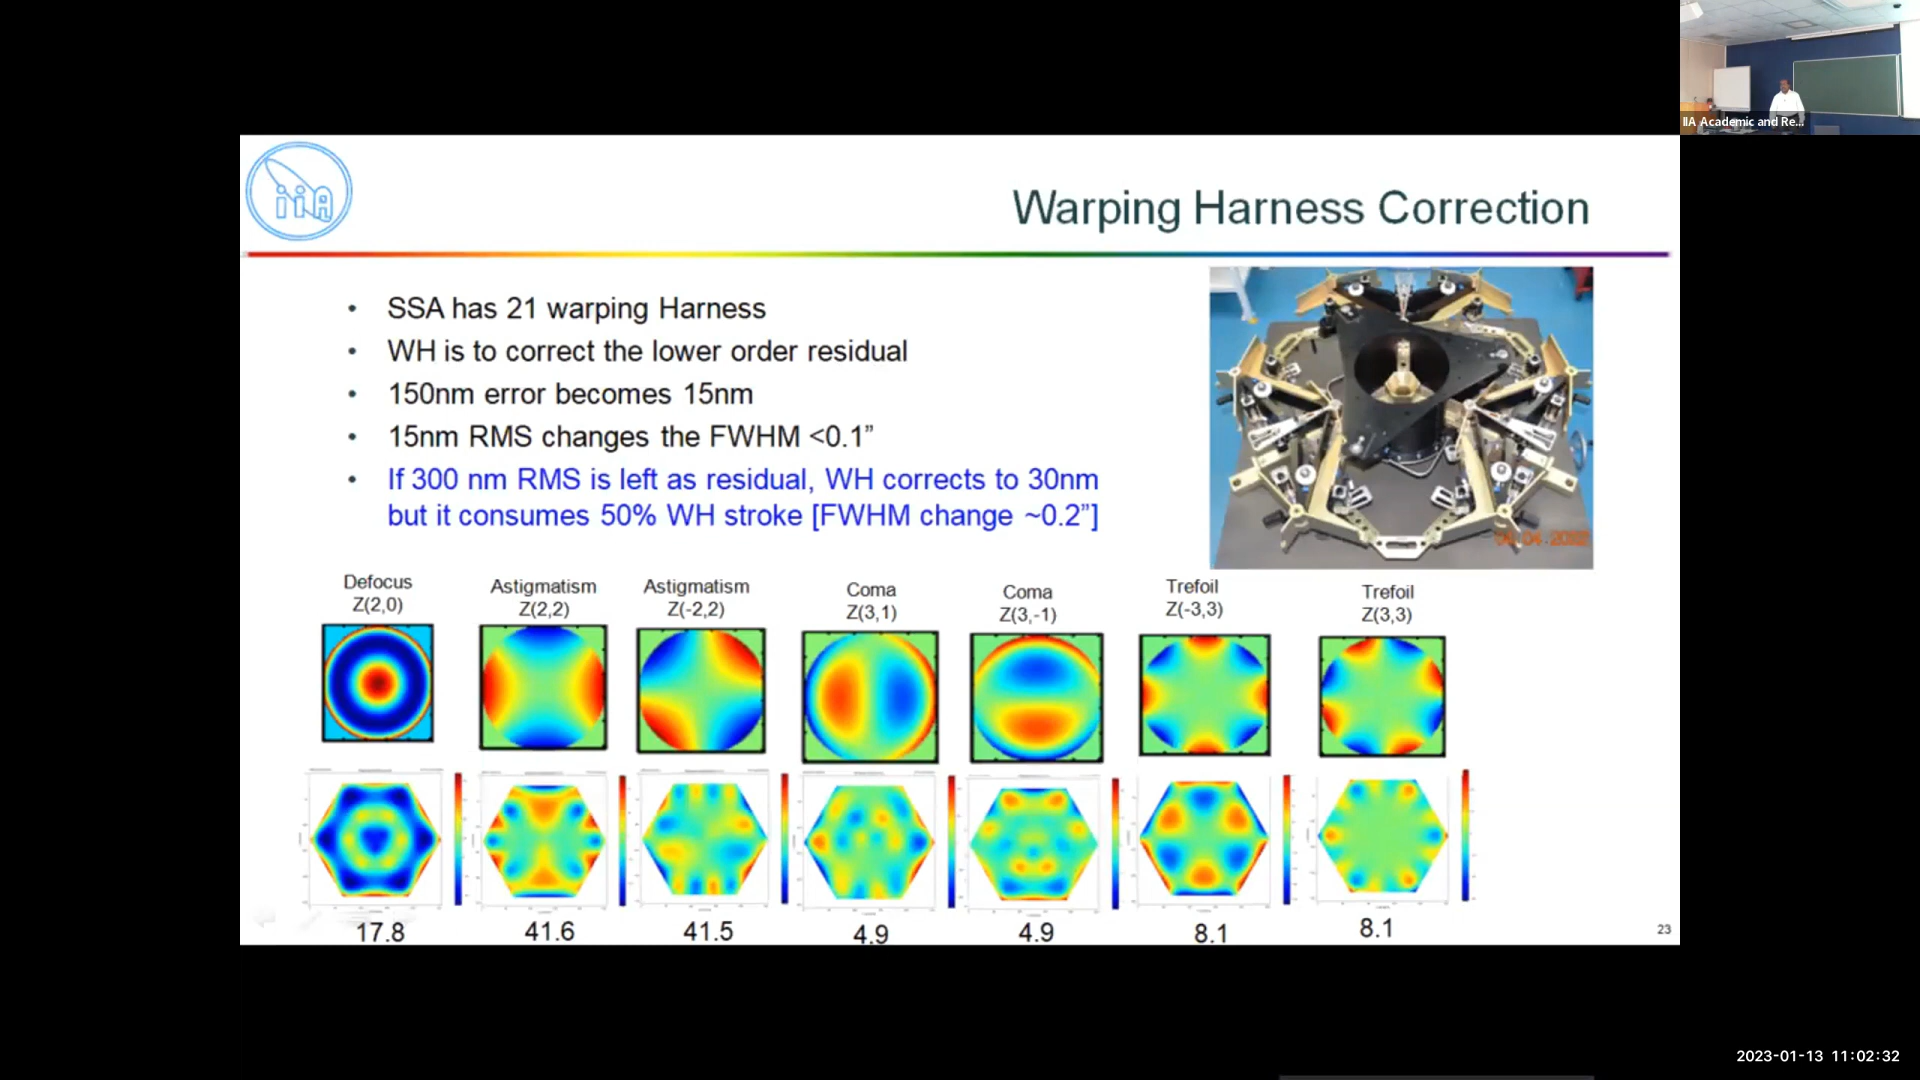 IIA Academic and Re...
iiA
Warping Harness Correction
• SSA has 21 warping Harness
• WH is to correct the lower order residual
• 150nm error becomes 15nm
• 15nm RMS changes the FWHM <0.1”
• If 300 nm RMS is left as residual, WH corrects to 30nm
but it consumes 50% WH stroke [FWHM change ~0.2”]
Defocus
Z(2,0)
Astigmatism
Z(2,2)
Astigmatism
Z(-2,2)
Coma
Z(3,1)
Coma
Z(3,-1)
Trefoil
Z(-3,3)
Trefoil
Z(3,3)
17.8
41.6
41.5
4.9
4.9
8.1
8.1
23
2023-01-13 11:02:32